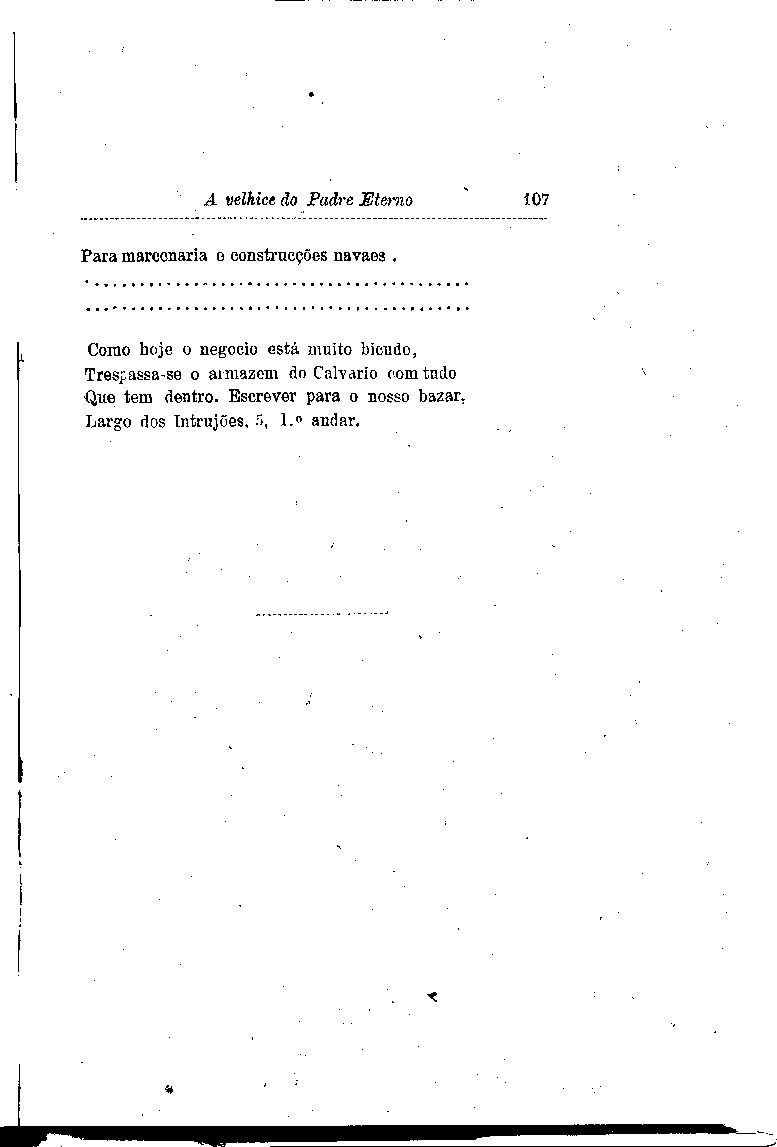 A velhice do Padre Eterno 107
Para marcenaria e construcções navaes .
. . . . . . . . . . . . . . . . . . . . . . . . . . . . . . . . . . . . . . . .
. . . . . . . . . . . . . . . . . . . . . . . . . . . . . . . . . . . . . . . .
Como hoje o negocio está muito bicudo,
Trespassa-se o armazem do Calvario com tudo
Que tem dentro. Escrever para o nosso bazar,
Largo dos Intrujões, 5, 1.º andar.